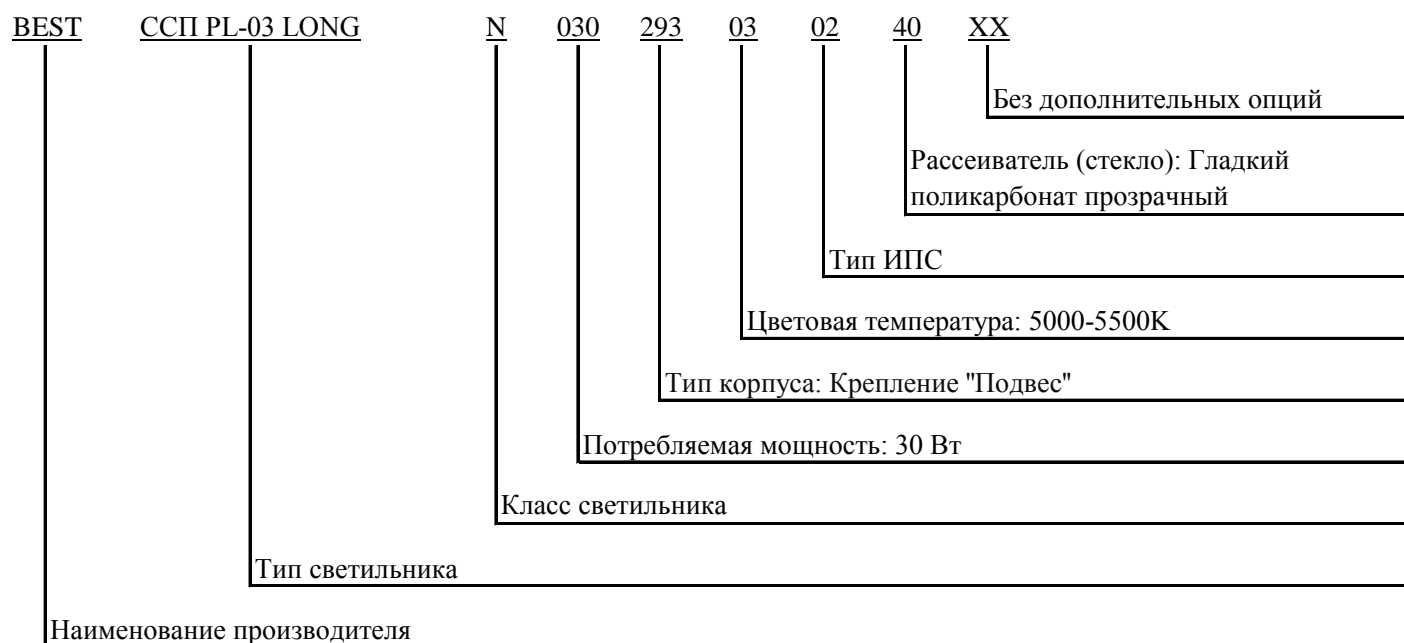 BEST ССП PL-03 LONG N 030 293 03 02 40 XX
Без дополнительных опций
Рассеиватель (стекло): Гладкий
поликарбонат прозрачный
Тип ИПС
Цветовая температура: 5000-5500К
Тип корпуса: Крепление "Подвес"
Потребляемая мощность: 30 Вт
Класс светильника
Тип светильника
Наименование производителя